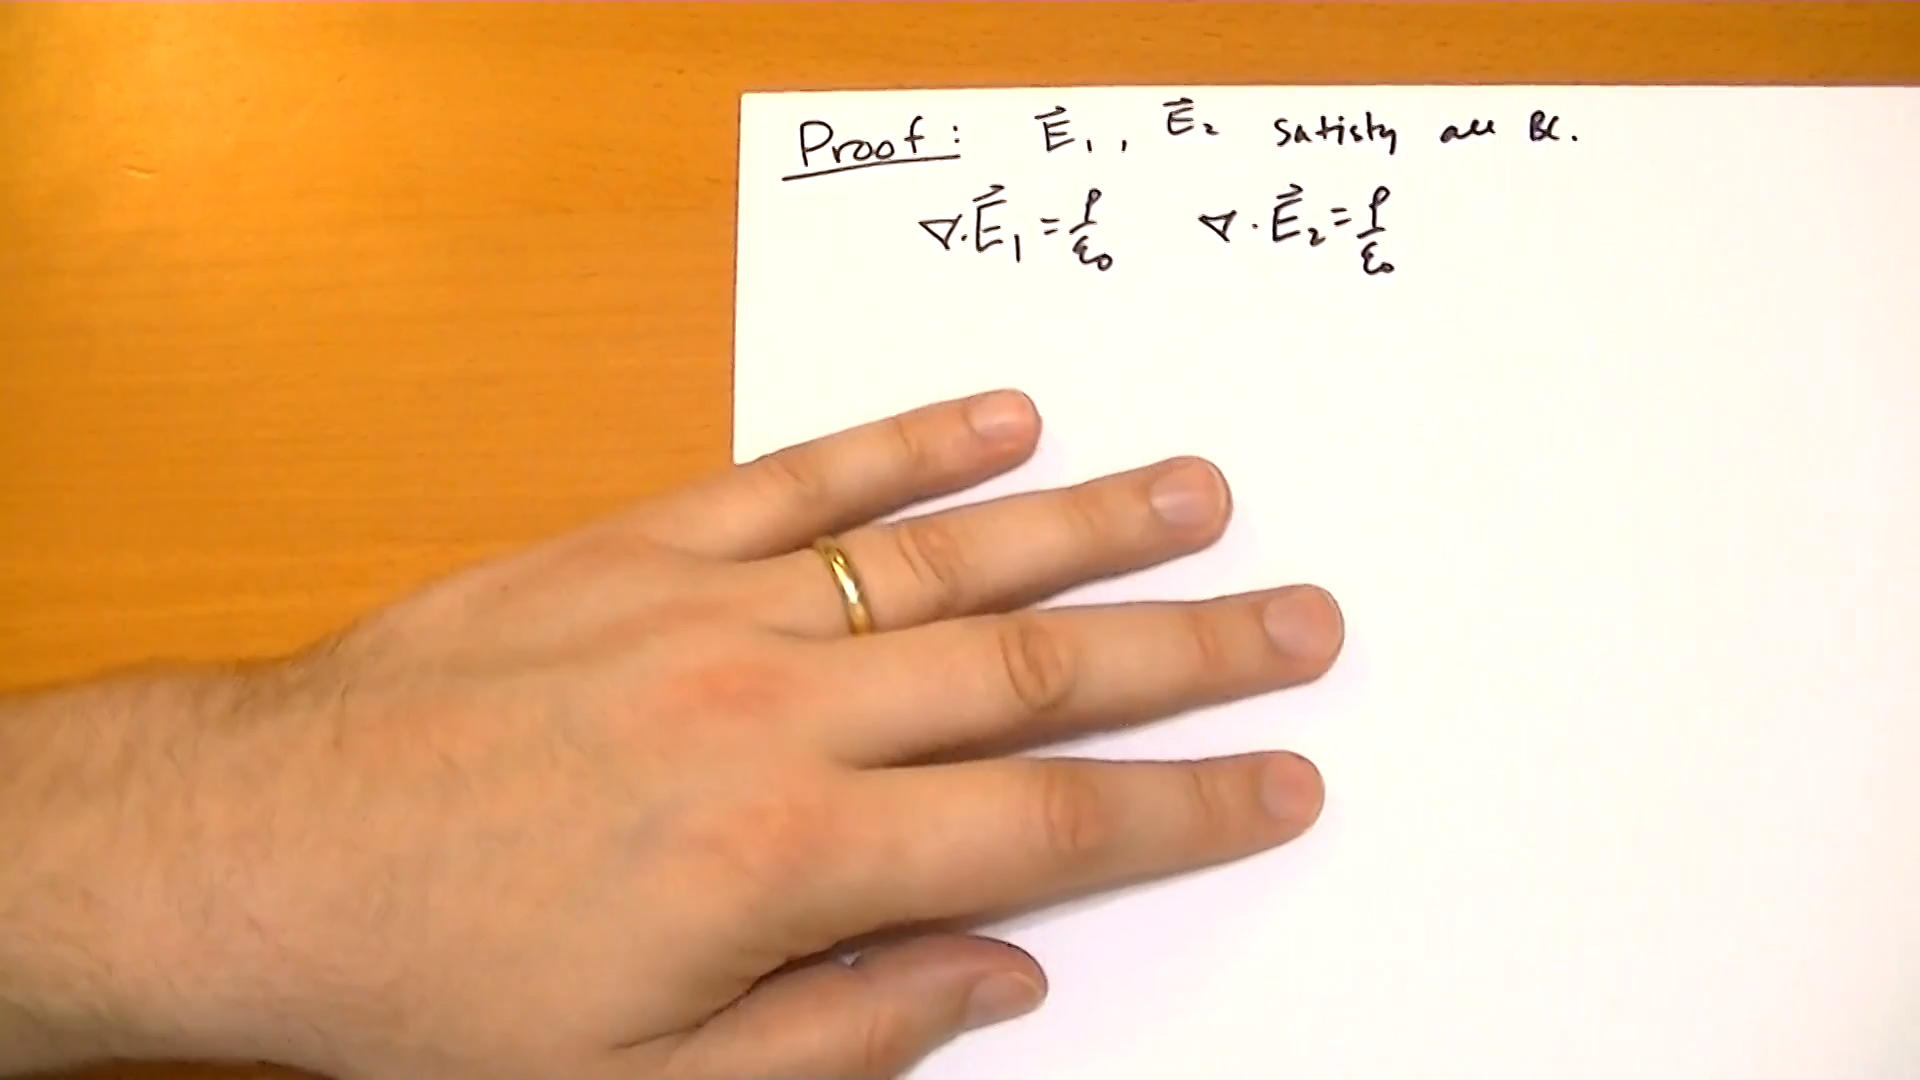 Proof: E⃗₁, E⃗₂ satisfy all BC.
∇·E⃗₁ = ρ/ε₀ ∇·E⃗₂ = ρ/ε₀